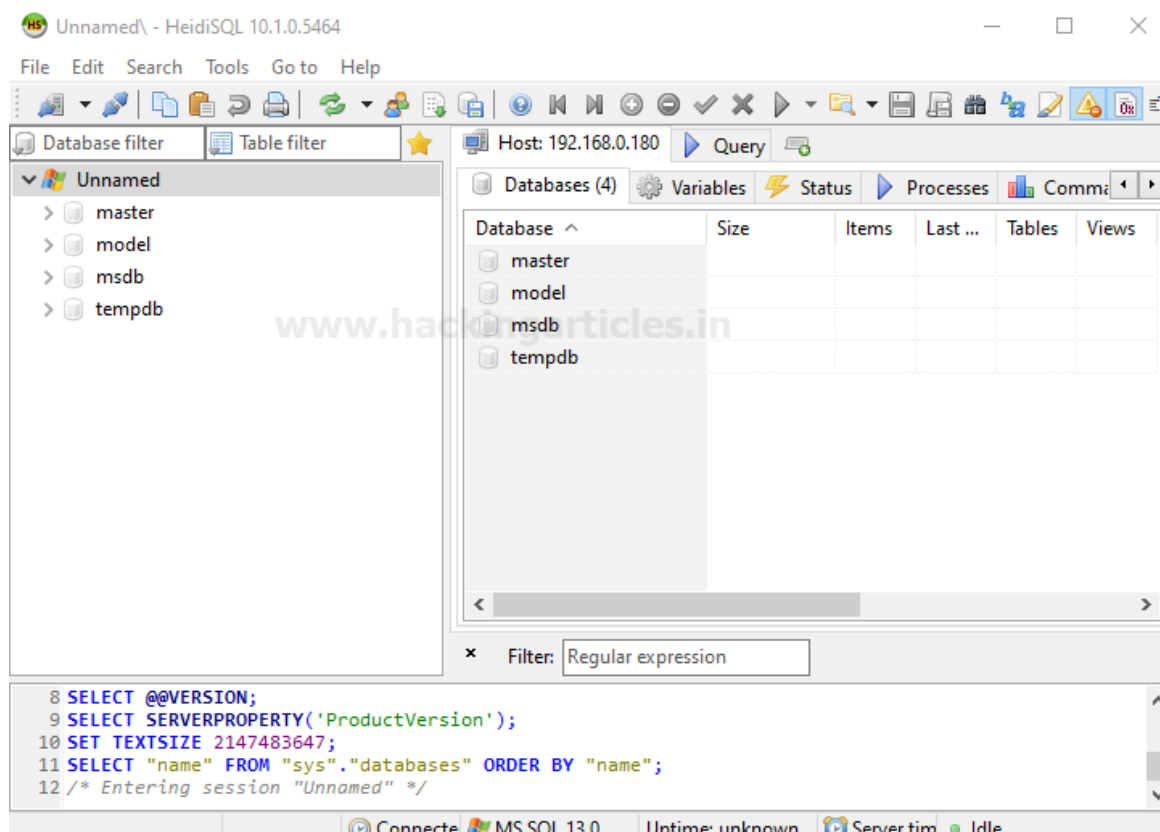 Unnamed\ - HeidiSQL 10.1.0.5464
File Edit Search Tools Go to Help
Database filter Table filter
Host: 192.168.0.180 Query
Unnamed
master
model
msdb
tempdb
Databases (4) Variables Status Processes Comma
Database Size Items Last ... Tables Views
master
model
msdb
tempdb
www.hackingarticles.in
Filter: Regular expression
8 SELECT @@VERSION;
9 SELECT SERVERPROPERTY('ProductVersion');
10 SET TEXTSIZE 2147483647;
11 SELECT "name" FROM "sys"."databases" ORDER BY "name";
12 /* Entering session "Unnamed" */
Connecte MS SQL 13.0 Uptime: unknown Server tim Idle